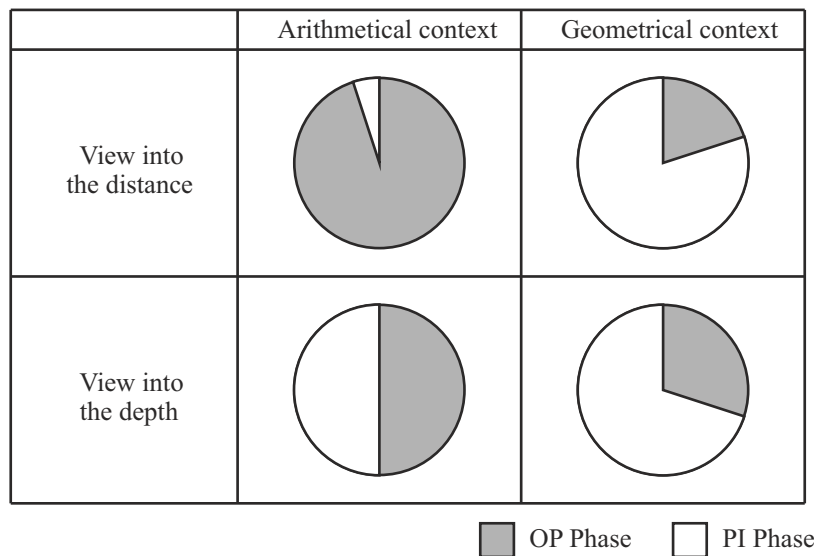 Arithmetical context
Geometrical context
View into
the distance
View into
the depth
OP Phase
PI Phase